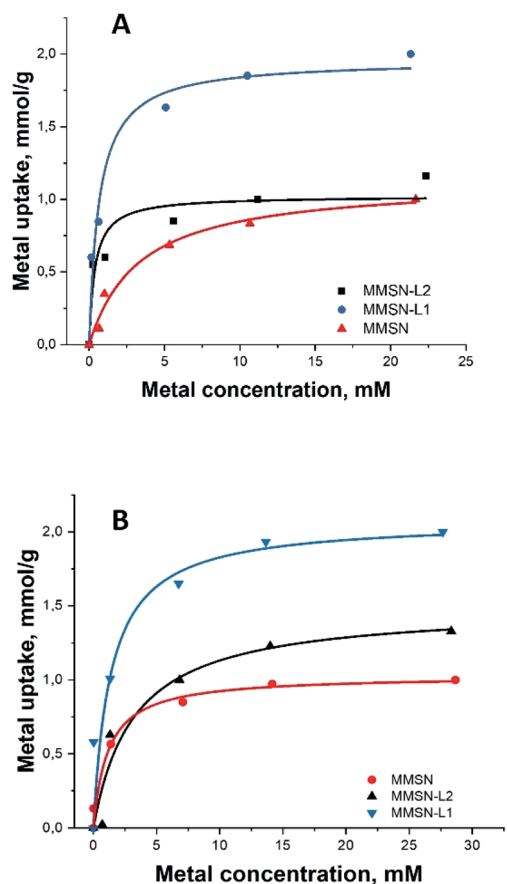 A
Metal uptake, mmol/g
2,0
1,5
1,0
0,5
0,0
MMSN-L2
MMSN-L1
MMSN
0 5 10 15 20 25
Metal concentration, mM
B
Metal uptake, mmol/g
2,0
1,5
1,0
0,5
0,0
MMSN
MMSN-L2
MMSN-L1
0 5 10 15 20 25 30
Metal concentration, mM